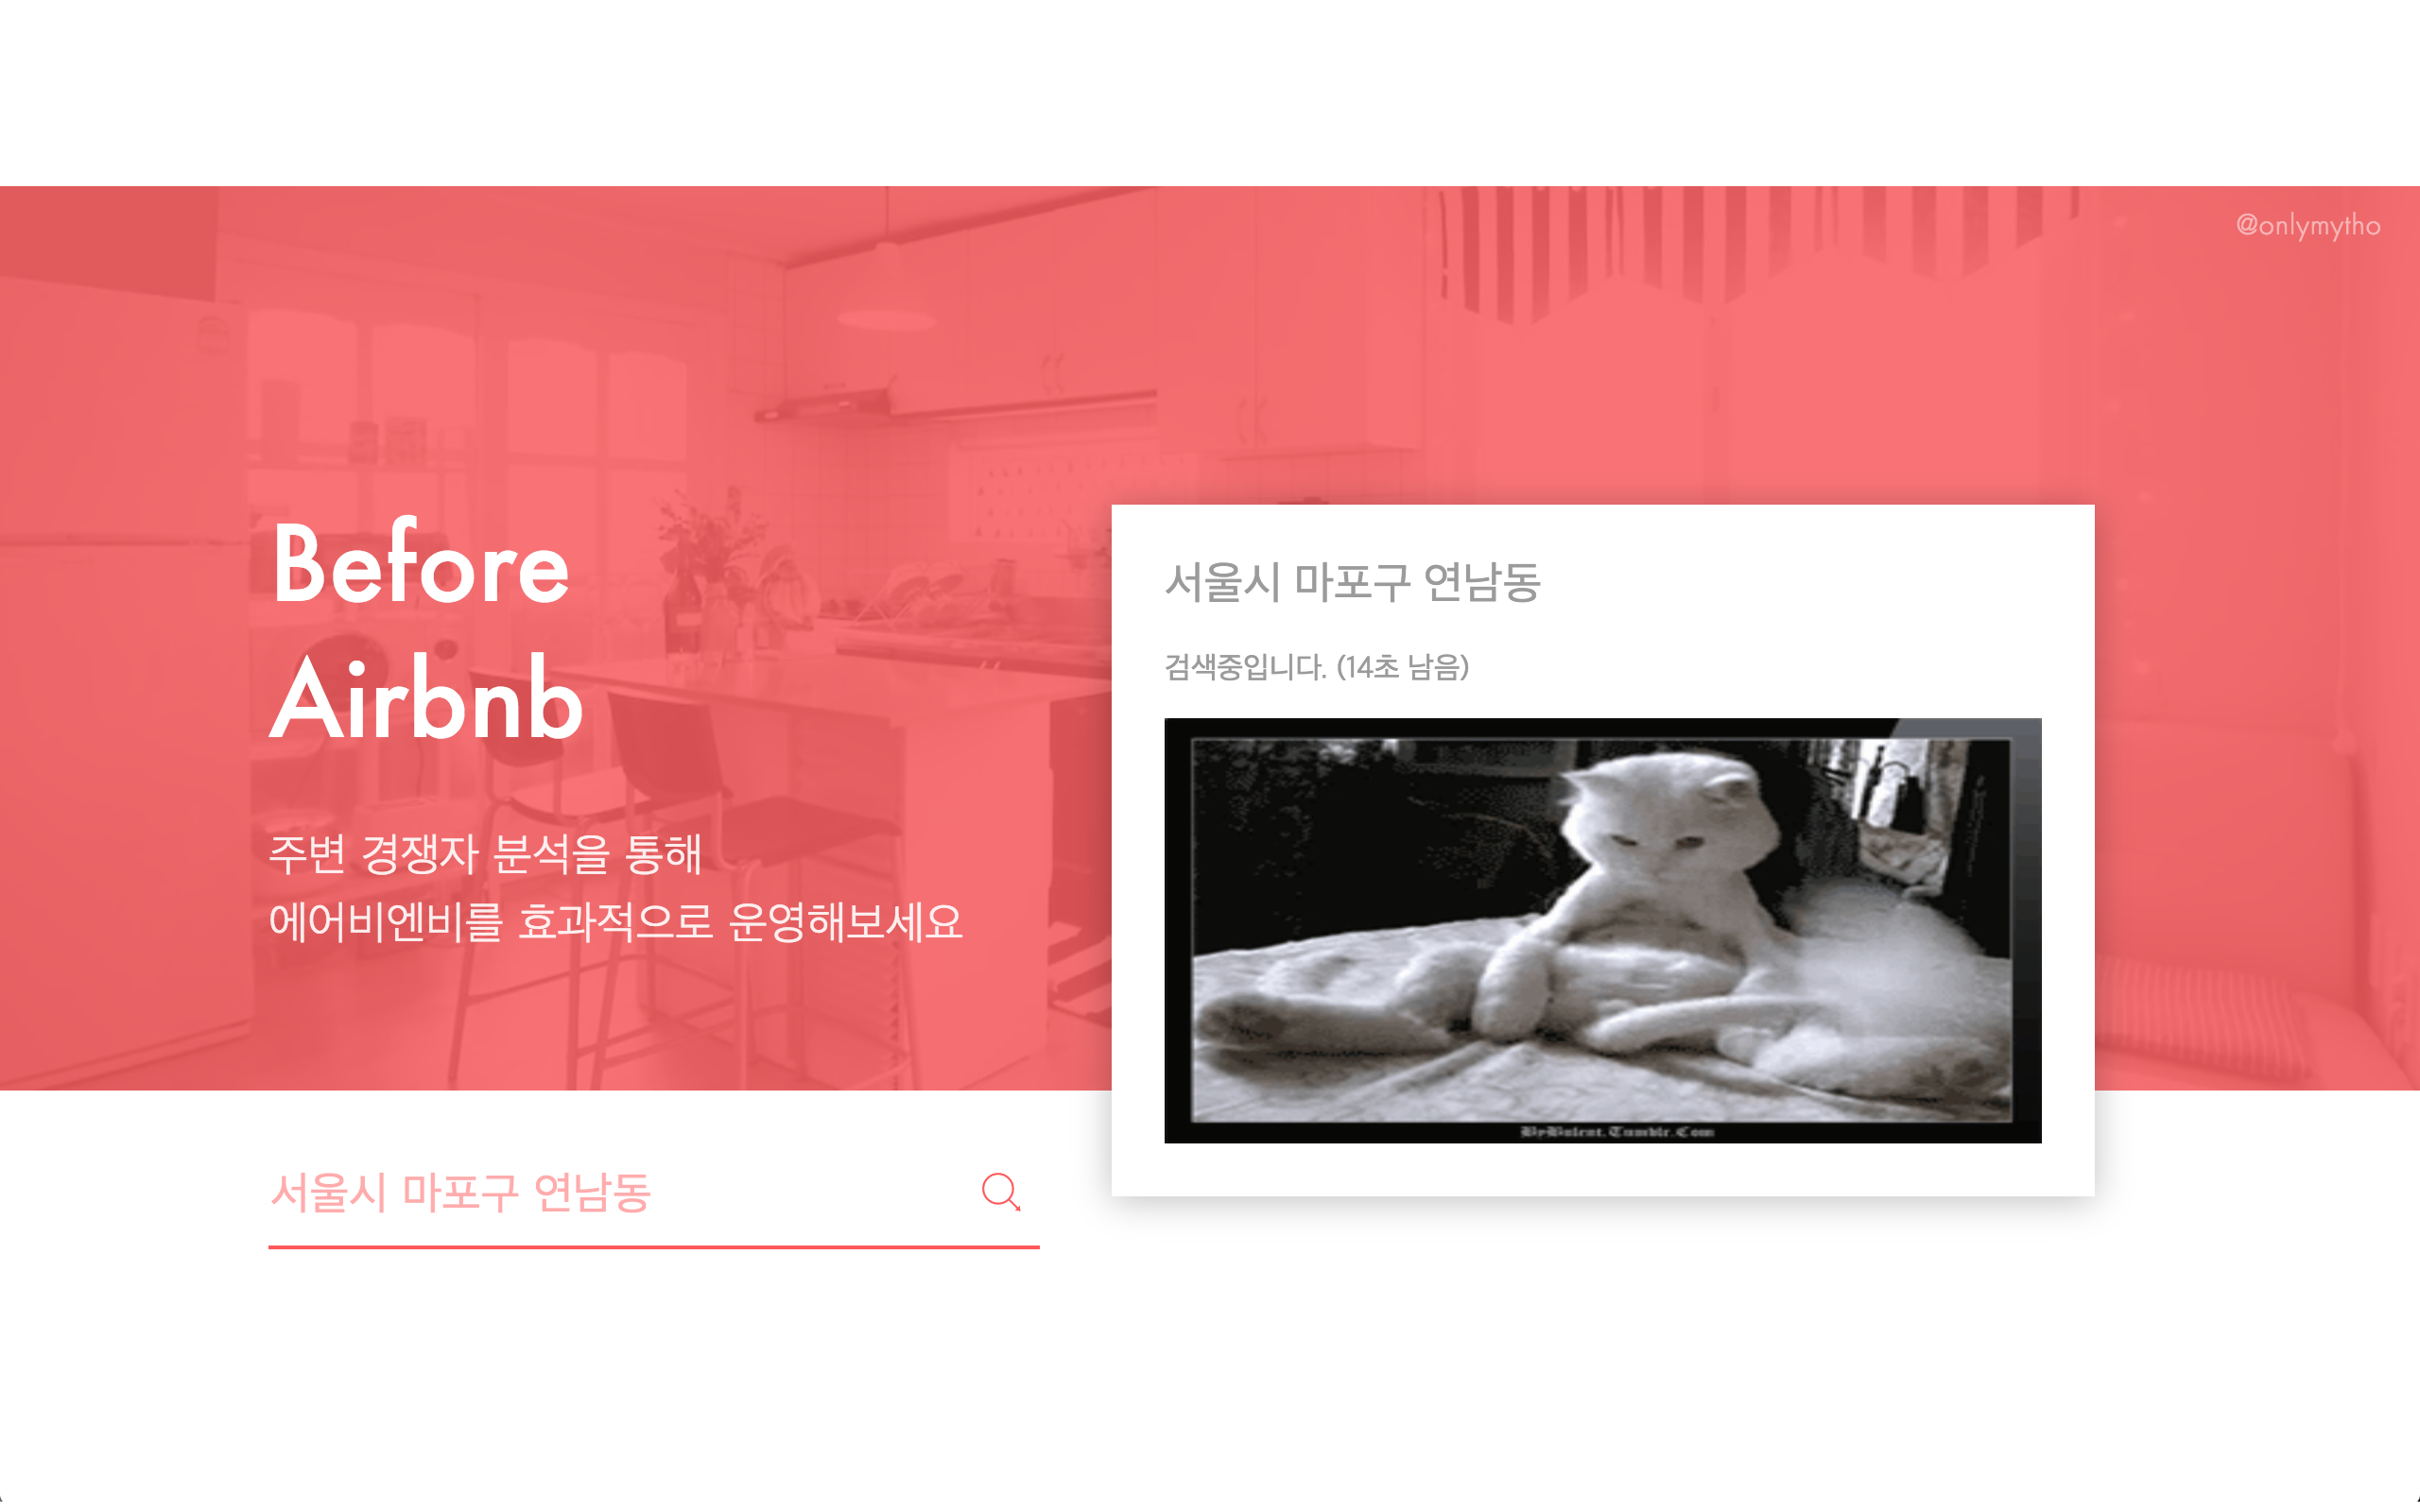 @onlymytho
Before
Airbnb
주변 경쟁자 분석을 통해
에어비엔비를 효과적으로 운영해보세요
서울시 마포구 연남동
서울시 마포구 연남동
검색중입니다. (14초 남음)
ByBulent.Tumblr.Com